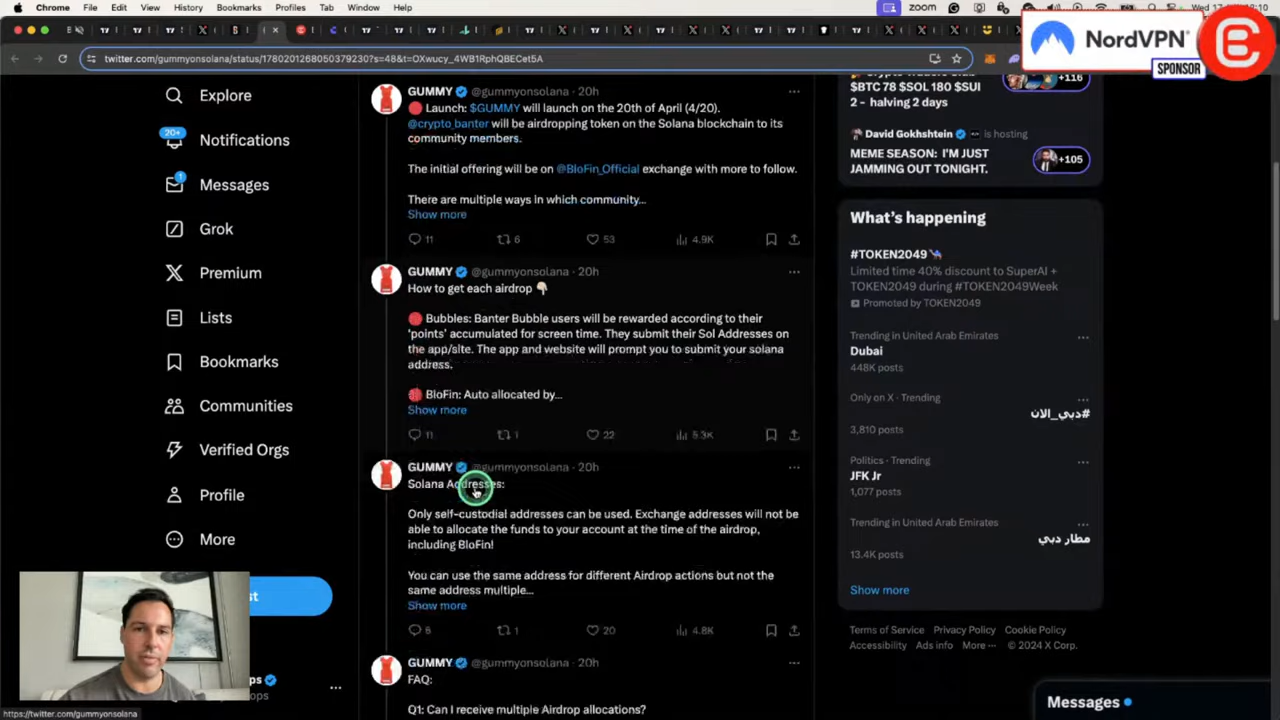 Chrome File Edit View History Bookmarks Profiles Tab Window Help
zoom
Wed 17
10
NordVPN®
SPONSOR
twitter.com/gummyonsolana/status/1780201268050379230?s=48&t=OXwucy_4WB1RphQBECet5A
Explore
20+
Notifications
1
Messages
Grok
Premium
Lists
Bookmarks
Communities
Verified Orgs
Profile
More
GUMMY @gummyonsolana · 20h
Launch: $GUMMY will launch on the 20th of April (4/20).
@crypto_banter will be airdropping token on the Solana blockchain to its
community members.
The initial offering will be on @BloFin_Official exchange with more to follow.
There are multiple ways in which community...
Show more
11 6 53 4.9K
GUMMY @gummyonsolana · 20h
How to get each airdrop
Bubbles: Banter Bubble users will be rewarded according to their
'points' accumulated for screen time. They submit their Sol Addresses on
the app/site. The app and website will prompt you to submit your solana
address.
BloFin: Auto allocated by...
Show more
11 1 22 5.3K
GUMMY @gummyonsolana · 20h
Solana Addresses:
Only self-custodial addresses can be used. Exchange addresses will not be
able to allocate the funds to your account at the time of the airdrop,
including BloFin!
You can use the same address for different Airdrop actions but not the
same address multiple...
Show more
6 1 20 4.8K
GUMMY @gummyonsolana · 20h
FAQ:
Q1: Can I receive multiple Airdrop allocations?
$BTC 78 $SOL 180 $SUI
2 - halving 2 days
+116
David Gokhshtein is hosting
MEME SEASON: I'M JUST
JAMMING OUT TONIGHT.
+105
What's happening
#TOKEN2049
Limited time 40% discount to SuperAI +
TOKEN2049 during #TOKEN2049Week
Promoted by TOKEN2049
Trending in United Arab Emirates
Dubai
448K posts
Only on X · Trending
#دبي_الان
3,810 posts
Politics · Trending
JFK Jr
1,077 posts
Trending in United Arab Emirates
مطار دبي
13.4K posts
Show more
Terms of Service Privacy Policy Cookie Policy
Accessibility Ads info More ··· © 2024 X Corp.
Messages
https://twitter.com/gummyonsolana